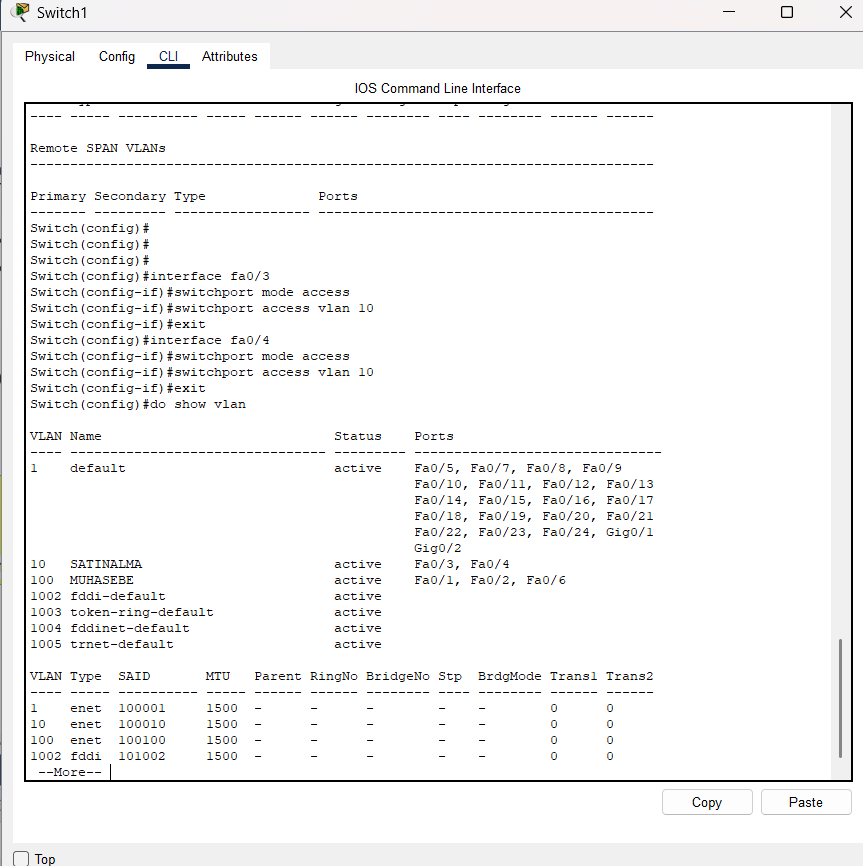 Switch1
Physical Config CLI Attributes
IOS Command Line Interface
---- ----- ---------- ----- ------ ------ -------- ---- -------- ------ ------
Remote SPAN VLANs
------------------------------------------------------------------------------
Primary Secondary Type              Ports
------- --------- ----------------- ------------------------------------------
Switch(config)#
Switch(config)#
Switch(config)#
Switch(config)#interface fa0/3
Switch(config-if)#switchport mode access
Switch(config-if)#switchport access vlan 10
Switch(config-if)#exit
Switch(config)#interface fa0/4
Switch(config-if)#switchport mode access
Switch(config-if)#switchport access vlan 10
Switch(config-if)#exit
Switch(config)#do show vlan
VLAN Name                             Status    Ports
---- -------------------------------- --------- -------------------------------
1    default                          active    Fa0/5, Fa0/7, Fa0/8, Fa0/9
                                                Fa0/10, Fa0/11, Fa0/12, Fa0/13
                                                Fa0/14, Fa0/15, Fa0/16, Fa0/17
                                                Fa0/18, Fa0/19, Fa0/20, Fa0/21
                                                Fa0/22, Fa0/23, Fa0/24, Gig0/1
                                                Gig0/2
10   SATINALMA                        active    Fa0/3, Fa0/4
100  MUHASEBE                         active    Fa0/1, Fa0/2, Fa0/6
1002 fddi-default                     active
1003 token-ring-default               active
1004 fddinet-default                  active
1005 trnet-default                    active
VLAN Type  SAID       MTU   Parent RingNo BridgeNo Stp  BrdgMode Trans1 Trans2
---- ----- ---------- ----- ------ ------ -------- ---- -------- ------ ------
1    enet  100001     1500  -      -      -        -    -        0      0
10   enet  100010     1500  -      -      -        -    -        0      0
100  enet  100100     1500  -      -      -        -    -        0      0
1002 fddi  101002     1500  -      -      -        -    -        0      0
 --More--
Copy Paste
Top